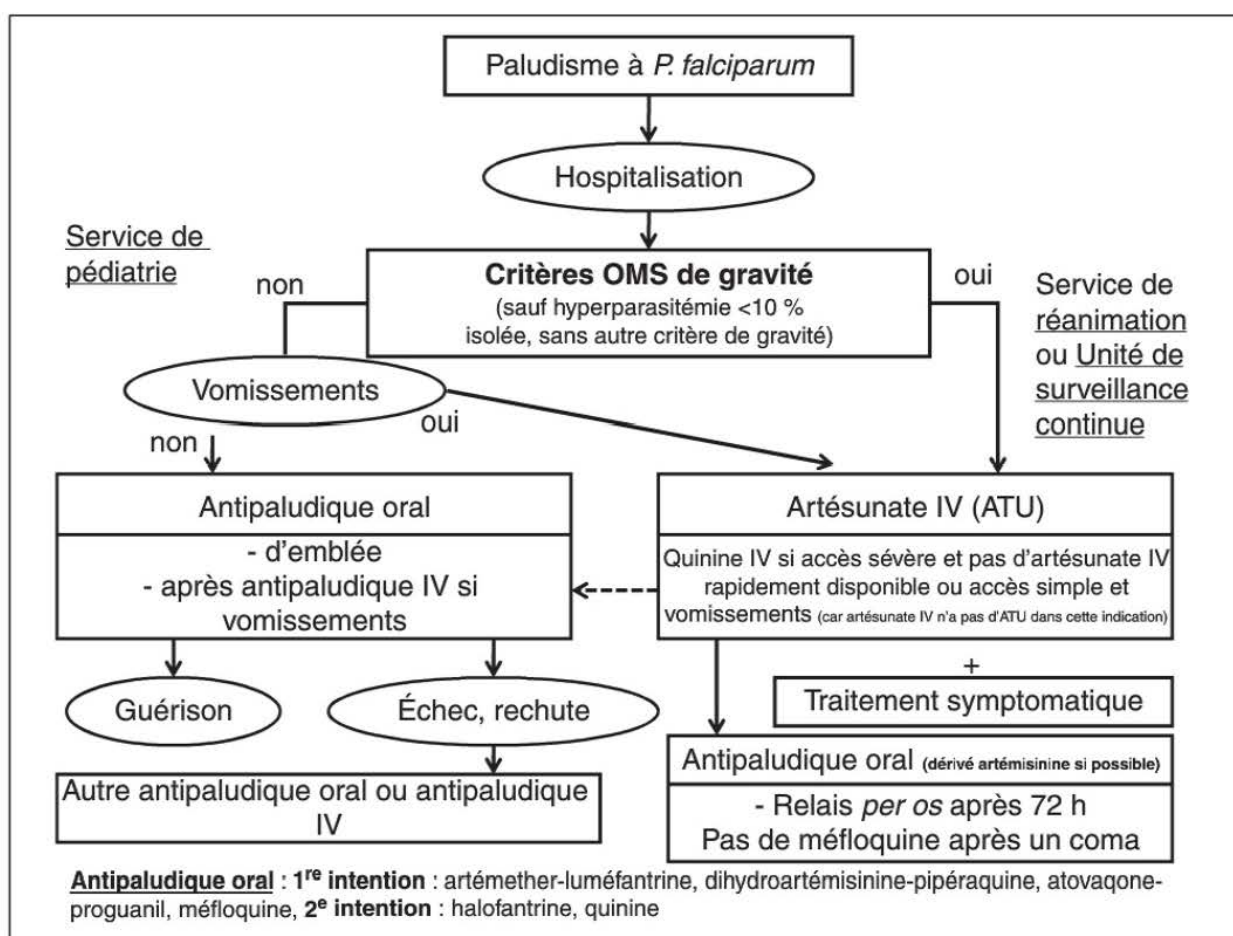 Paludisme à P. falciparum
Hospitalisation
Service de
pédiatrie
non
Critères OMS de gravité
(sauf hyperparasitémie <10 %
isolée, sans autre critère de gravité)
oui
Service de
réanimation
ou Unité de
surveillance
continue
Vomissements
oui
non
Antipaludique oral
- d'emblée
- après antipaludique IV si
vomissements
Artésunate IV (ATU)
Quinine IV si accès sévère et pas d'artésunate IV
rapidement disponible ou accès simple et
vomissements (car artésunate IV n'a pas d'ATU dans cette indication)
+
Traitement symptomatique
Guérison
Échec, rechute
Autre antipaludique oral ou antipaludique
IV
Antipaludique oral (dérivé artémisinine si possible)
- Relais per os après 72 h
Pas de méfloquine après un coma
Antipaludique oral : 1re intention : artémether-luméfantrine, dihydroartémisinine-pipéraquine, atovaqone-
proguanil, méfloquine, 2e intention : halofantrine, quinine